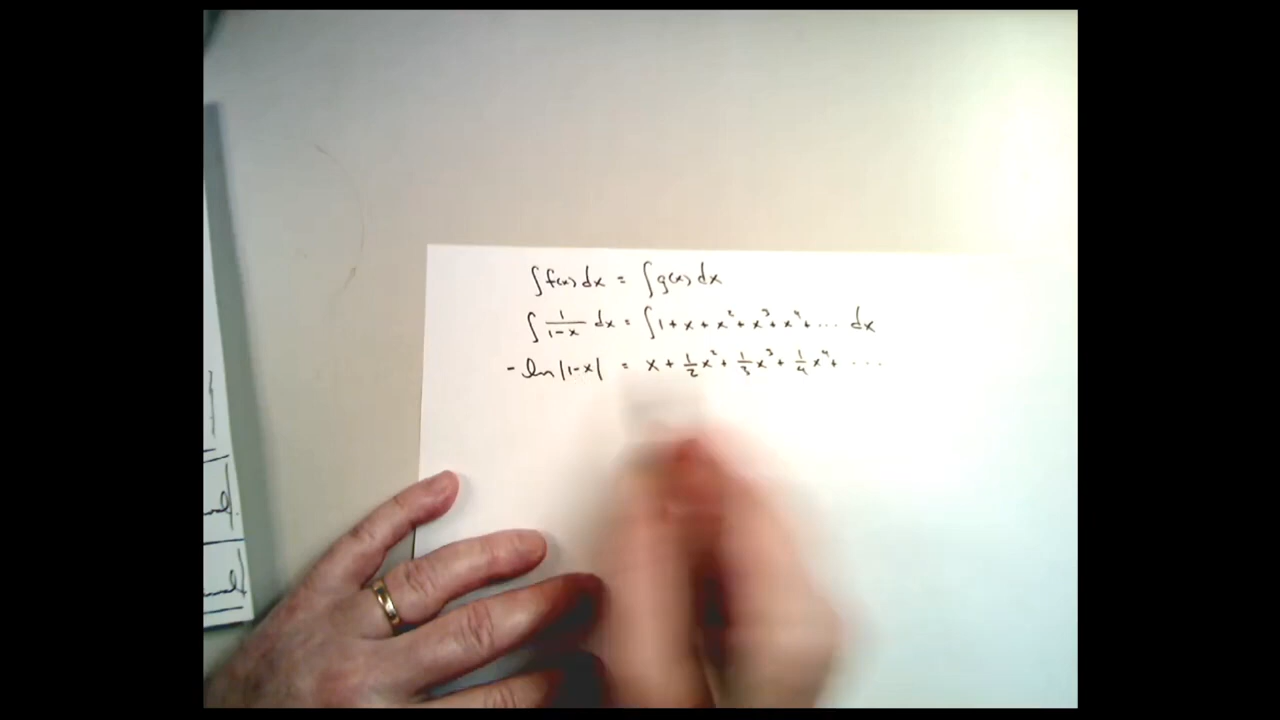 ∫f(x)dx = ∫g(x)dx
∫ 1/(1-x) dx = ∫1+x+x²+x³+x⁴+... dx
-ln|1-x| = x+1/2x²+1/3x³+1/4x⁴+...